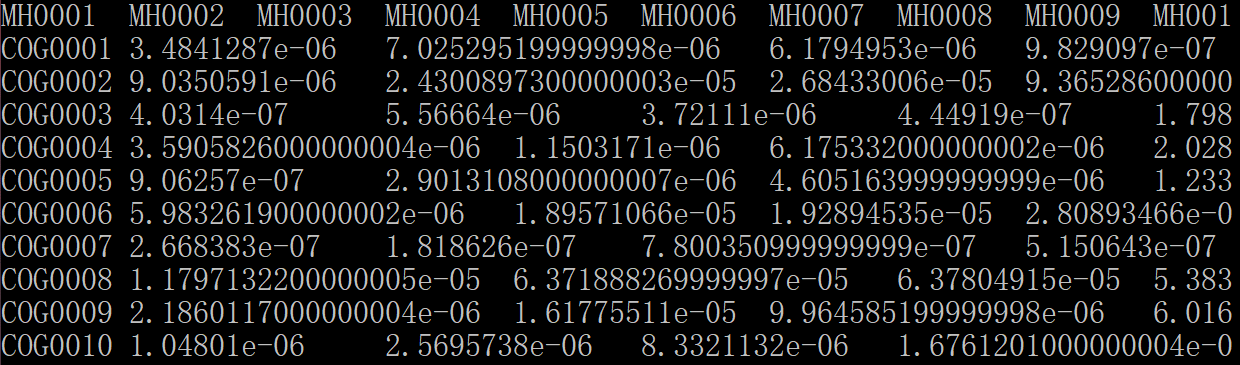 MH0001 MH0002 MH0003 MH0004 MH0005 MH0006 MH0007 MH0008 MH0009 MH001
COG0001 3.4841287e-06 7.025295199999998e-06 6.1794953e-06 9.829097e-07
COG0002 9.0350591e-06 2.4300897300000003e-05 2.68433006e-05 9.36528600000
COG0003 4.0314e-07 5.56664e-06 3.72111e-06 4.44919e-07 1.798
COG0004 3.5905826000000004e-06 1.1503171e-06 6.175332000000002e-06 2.028
COG0005 9.06257e-07 2.9013108000000007e-06 4.605163999999999e-06 1.233
COG0006 5.983261900000002e-06 1.89571066e-05 1.92894535e-05 2.80893466e-0
COG0007 2.668383e-07 1.818626e-07 7.800350999999999e-07 5.150643e-07
COG0008 1.1797132200000005e-05 6.371888269999997e-05 6.37804915e-05 5.383
COG0009 2.1860117000000004e-06 1.61775511e-05 9.964585199999998e-06 6.016
COG0010 1.04801e-06 2.5695738e-06 8.3321132e-06 1.6761201000000004e-0